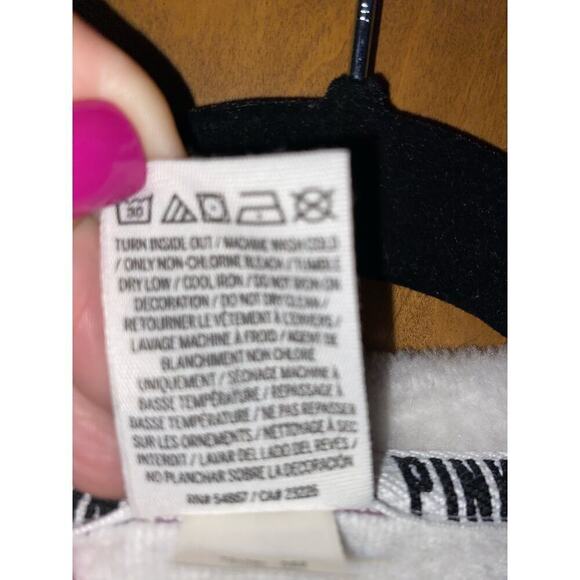 30
TURN INSIDE OUT / MACHINE WASH COLD
/ ONLY NON-CHLORINE BLEACH / TUMBLE
DRY LOW / COOL IRON / DO NOT IRON ON
DECORATION / DO NOT DRY CLEAN /
RETOURNER LE VÊTEMENT À L'ENVERS /
LAVAGE MACHINE À FROID / AGENT DE
BLANCHIMENT NON CHLORÉ
UNIQUEMENT / SÉCHAGE MACHINE À
BASSE TEMPÉRATURE / REPASSAGE À
BASSE TEMPÉRATURE / NE PAS REPASSER
SUR LES ORNEMENTS / NETTOYAGE À SEC
INTERDIT / LAVAR DEL LADO DEL REVES /
NO PLANCHAR SOBRE LA DECORACIÓN
RN# 54867 / CA# 23225
PINK